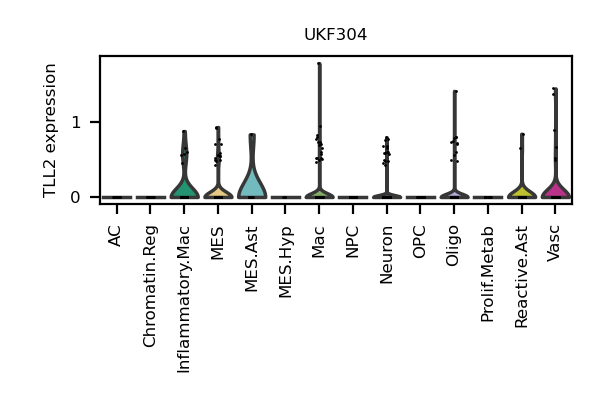 UKF304
TLL2 expression
1
0
AC
Chromatin.Reg
Inflammatory.Mac
MES
MES.Ast
MES.Hyp
Mac
NPC
Neuron
OPC
Oligo
Prolif.Metab
Reactive.Ast
Vasc